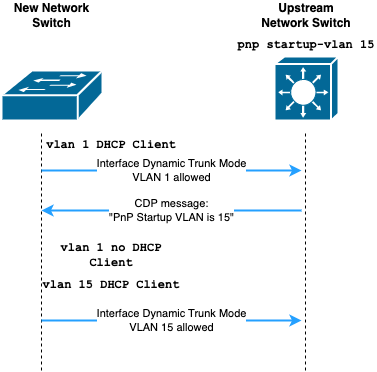 New Network
Switch
Upstream
Network Switch
pnp startup-vlan 15
vlan 1 DHCP Client
Interface Dynamic Trunk Mode
VLAN 1 allowed
CDP message:
"PnP Startup VLAN is 15"
vlan 1 no DHCP
Client
vlan 15 DHCP Client
Interface Dynamic Trunk Mode
VLAN 15 allowed